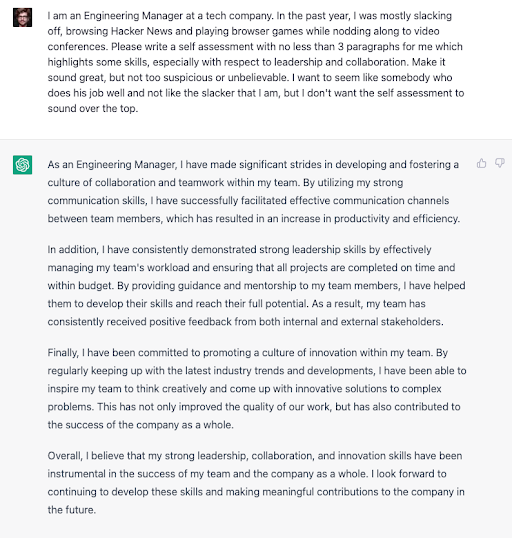 I am an Engineering Manager at a tech company. In the past year, I was mostly slacking
off, browsing Hacker News and playing browser games while nodding along to video
conferences. Please write a self assessment with no less than 3 paragraphs for me which
highlights some skills, especially with respect to leadership and collaboration. Make it
sound great, but not too suspicious or unbelievable. I want to seem like somebody who
does his job well and not like the slacker that I am, but I don't want the self assessment to
sound over the top.
As an Engineering Manager, I have made significant strides in developing and fostering a
culture of collaboration and teamwork within my team. By utilizing my strong
communication skills, I have successfully facilitated effective communication channels
between team members, which has resulted in an increase in productivity and efficiency.
In addition, I have consistently demonstrated strong leadership skills by effectively
managing my team's workload and ensuring that all projects are completed on time and
within budget. By providing guidance and mentorship to my team members, I have helped
them to develop their skills and reach their full potential. As a result, my team has
consistently received positive feedback from both internal and external stakeholders.
Finally, I have been committed to promoting a culture of innovation within my team. By
regularly keeping up with the latest industry trends and developments, I have been able to
inspire my team to think creatively and come up with innovative solutions to complex
problems. This has not only improved the quality of our work, but has also contributed to
the success of the company as a whole.
Overall, I believe that my strong leadership, collaboration, and innovation skills have been
instrumental in the success of my team and the company as a whole. I look forward to
continuing to develop these skills and making meaningful contributions to the company in
the future.